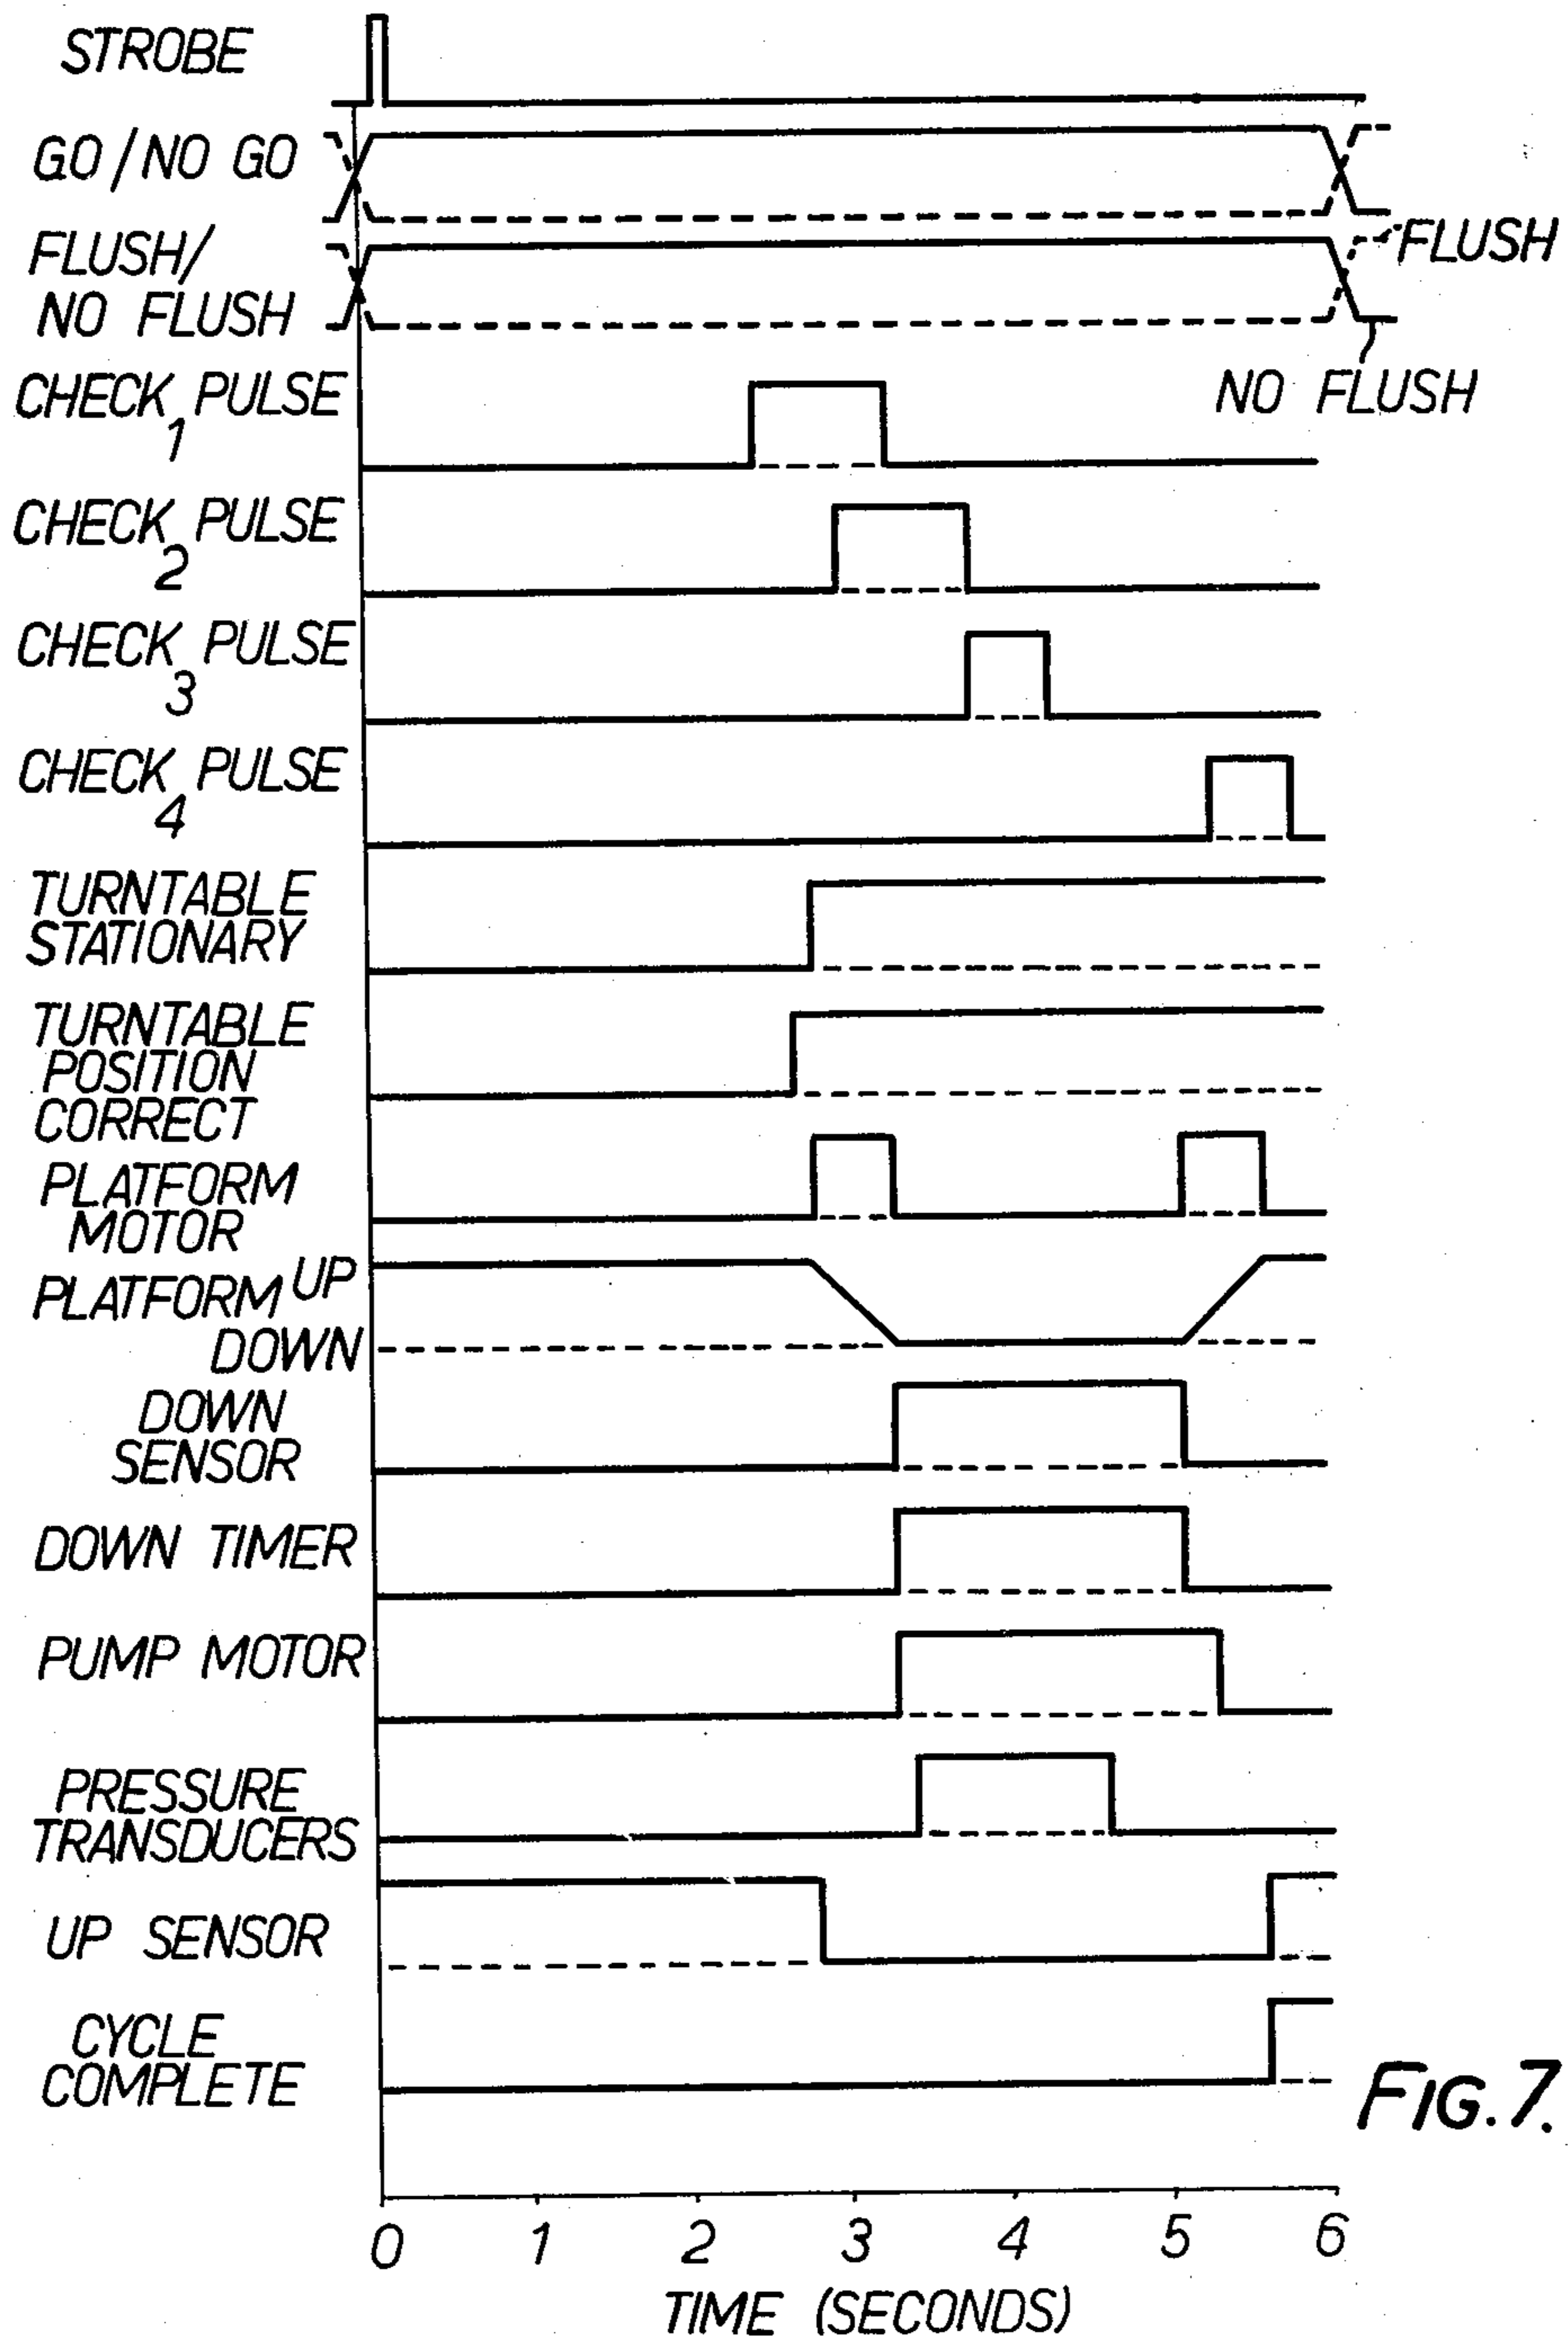 STROBE
GO/NO GO
FLUSH/
NO FLUSH
FLUSH
NO FLUSH
CHECK PULSE
1
CHECK PULSE
2
CHECK PULSE
3
CHECK PULSE
4
TURNTABLE
STATIONARY
TURNTABLE
POSITION
CORRECT
PLATFORM
MOTOR
PLATFORM UP
DOWN
DOWN
SENSOR
DOWN TIMER
PUMP MOTOR
PRESSURE
TRANSDUCERS
UP SENSOR
CYCLE
COMPLETE
FIG.7.
0 1 2 3 4 5 6
TIME (SECONDS)